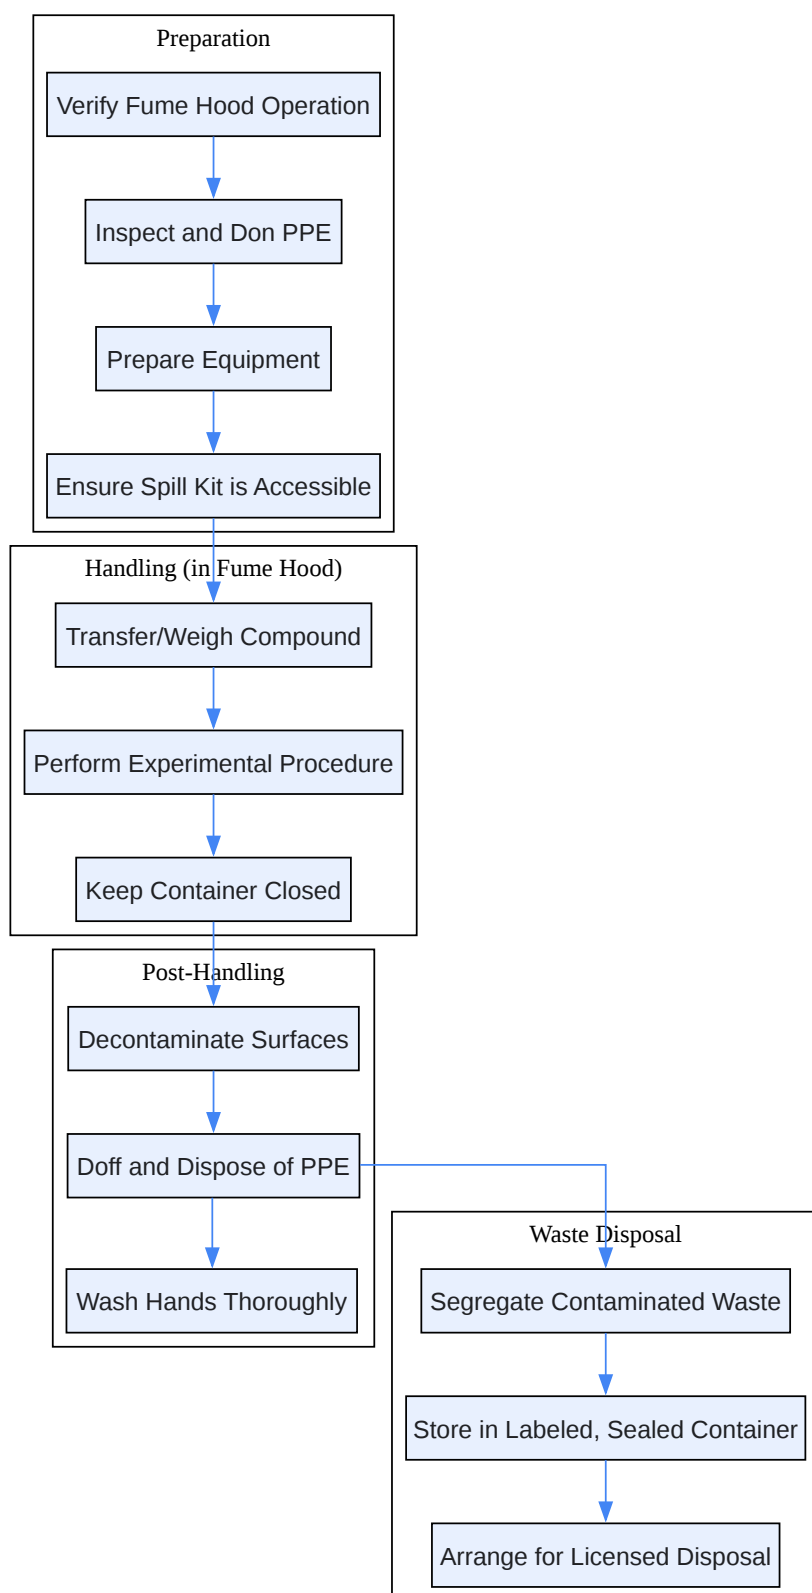 Preparation
Verify Fume Hood Operation
Inspect and Don PPE
Prepare Equipment
Ensure Spill Kit is Accessible
Handling (in Fume Hood)
Transfer/Weigh Compound
Perform Experimental Procedure
Keep Container Closed
Post-Handling
Decontaminate Surfaces
Doff and Dispose of PPE
Wash Hands Thoroughly
Waste Disposal
Segregate Contaminated Waste
Store in Labeled, Sealed Container
Arrange for Licensed Disposal